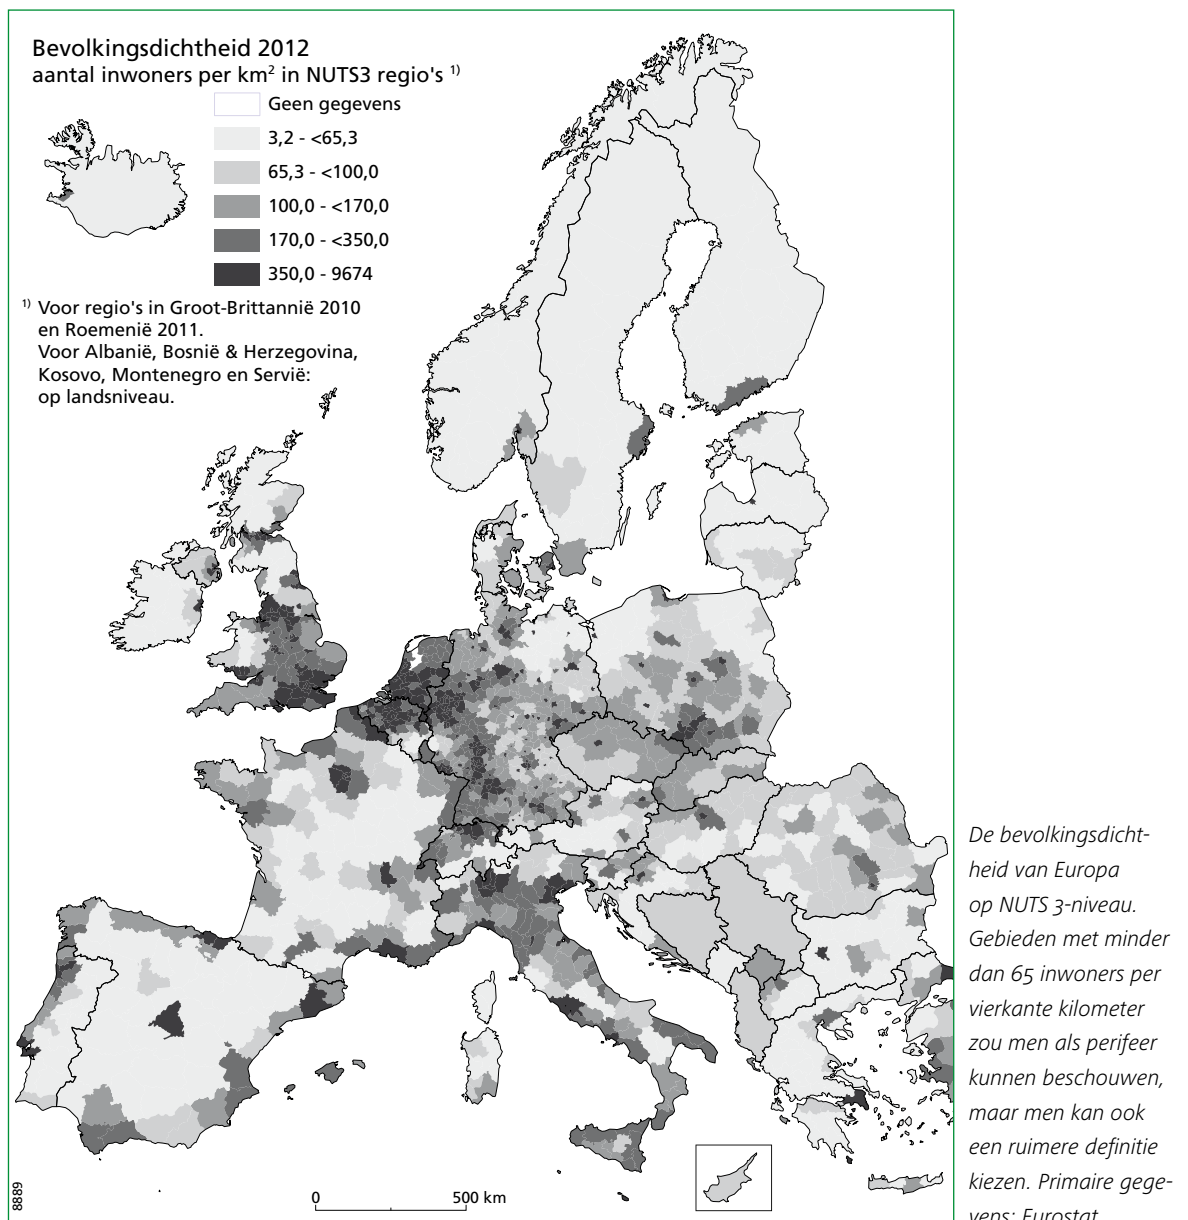 Bevolkingsdichtheid 2012
aantal inwoners per km² in NUTS3 regio's ¹⁾
Geen gegevens
3,2 - <65,3
65,3 - <100,0
100,0 - <170,0
170,0 - <350,0
350,0 - 9674
¹⁾ Voor regio's in Groot-Brittannië 2010
en Roemenië 2011.
Voor Albanië, Bosnië & Herzegovina,
Kosovo, Montenegro en Servië:
op landsniveau.
8889
0 500 km
De bevolkingsdicht-
heid van Europa
op NUTS 3-niveau.
Gebieden met minder
dan 65 inwoners per
vierkante kilometer
zou men als perifeer
kunnen beschouwen,
maar men kan ook
een ruimere definitie
kiezen. Primaire gege-
vens: Eurostat